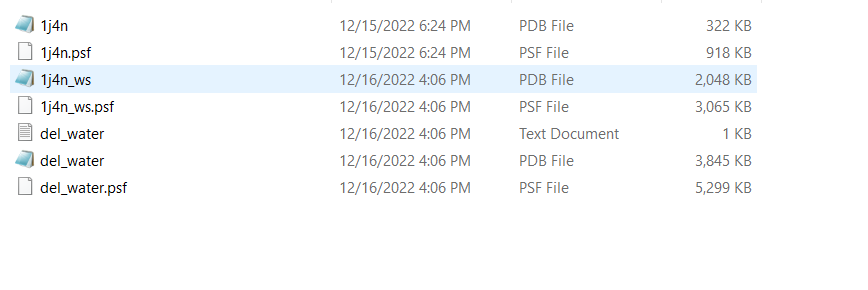 1j4n 12/15/2022 6:24 PM PDB File 322 KB
1j4n.psf 12/15/2022 6:24 PM PSF File 918 KB
1j4n_ws 12/16/2022 4:06 PM PDB File 2,048 KB
1j4n_ws.psf 12/16/2022 4:06 PM PSF File 3,065 KB
del_water 12/16/2022 4:06 PM Text Document 1 KB
del_water 12/16/2022 4:06 PM PDB File 3,845 KB
del_water.psf 12/16/2022 4:06 PM PSF File 5,299 KB